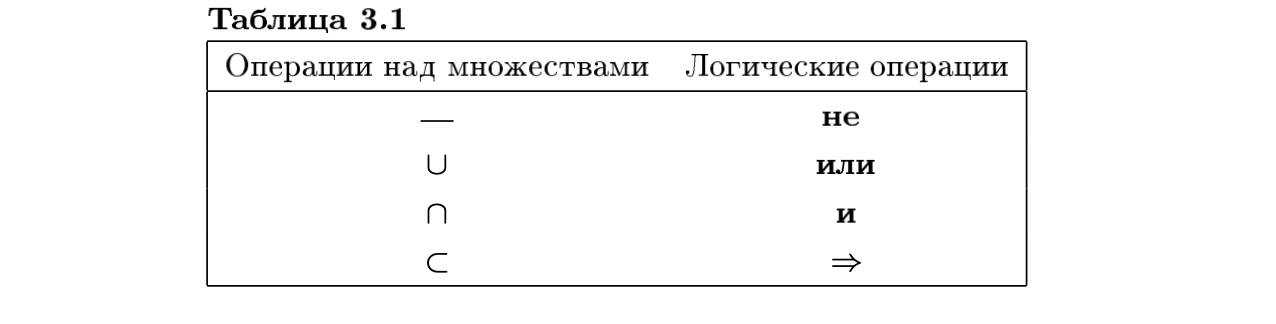 Таблица 3.1
Операции над множествами Логические операции
— не
∪ или
∩ и
⊂ ⇒